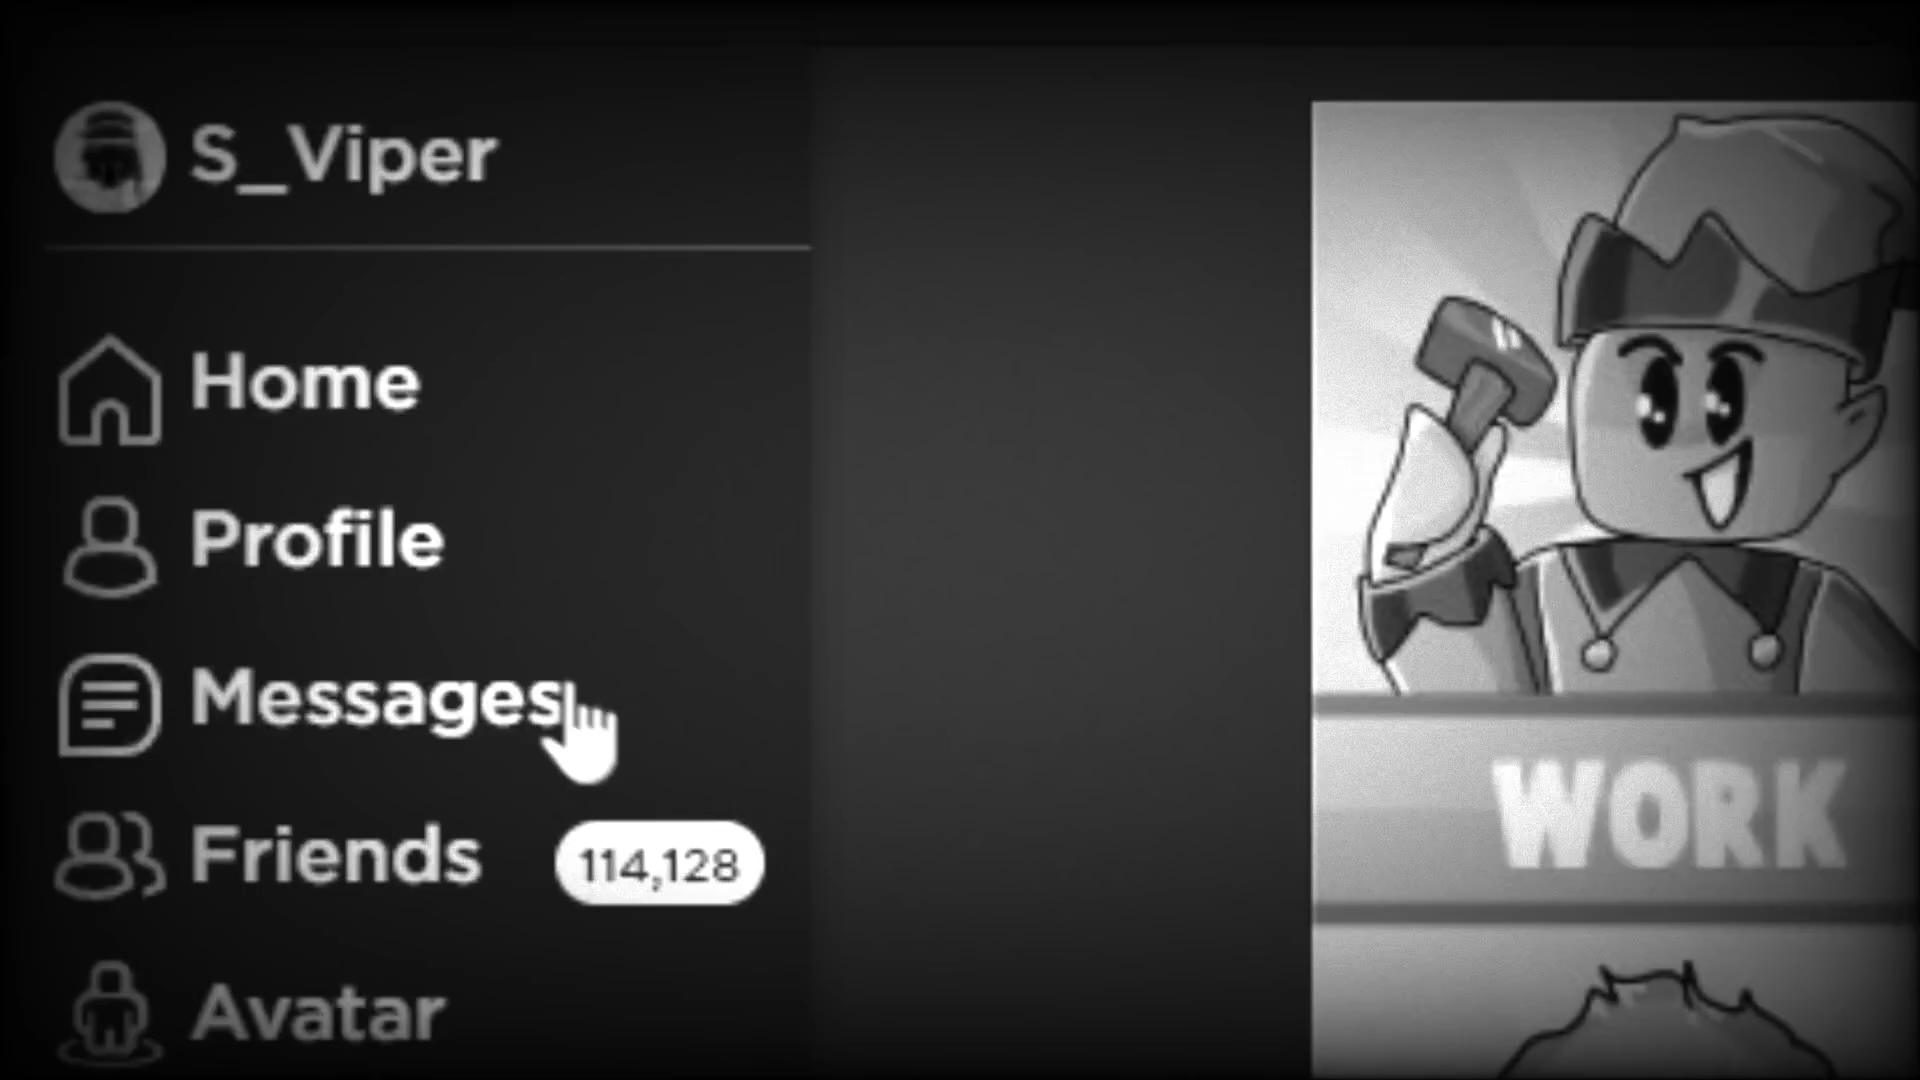 S_Viper
Home
Profile
Messages
Friends
114,128
Avatar
WORK